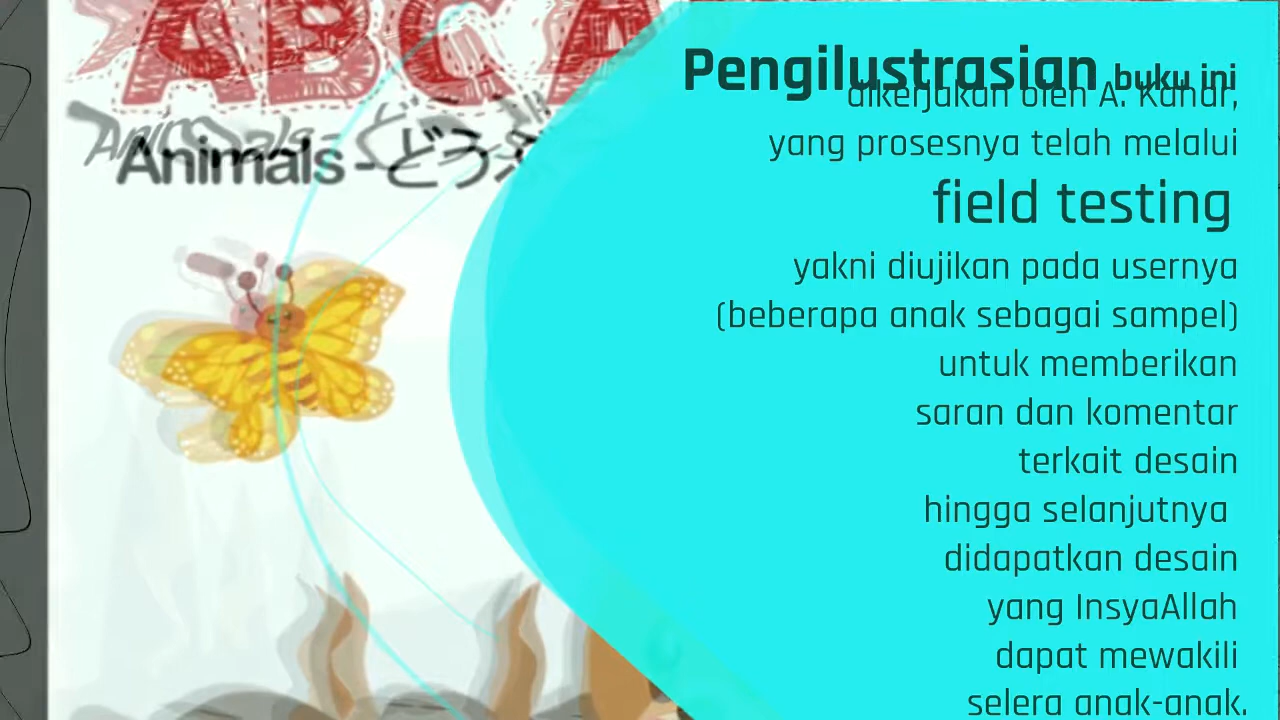 ABC A
Animals - どう
Pengilustrasian buku ini
dikerjakan oleh A. Kahar,
yang prosesnya telah melalui
field testing
yakni diujikan pada usernya
(beberapa anak sebagai sampel)
untuk memberikan
saran dan komentar
terkait desain
hingga selanjutnya
didapatkan desain
yang InsyaAllah
dapat mewakili
selera anak-anak.